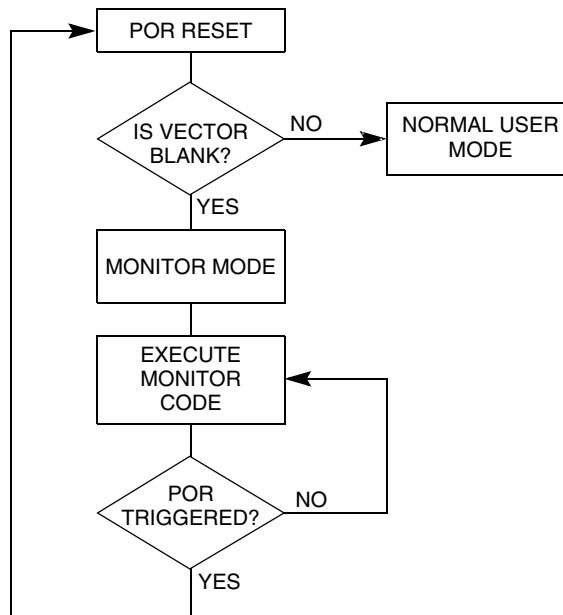 POR RESET
IS VECTOR
BLANK?
NO
NORMAL USER
MODE
YES
MONITOR MODE
EXECUTE
MONITOR
CODE
POR
TRIGGERED?
NO
YES